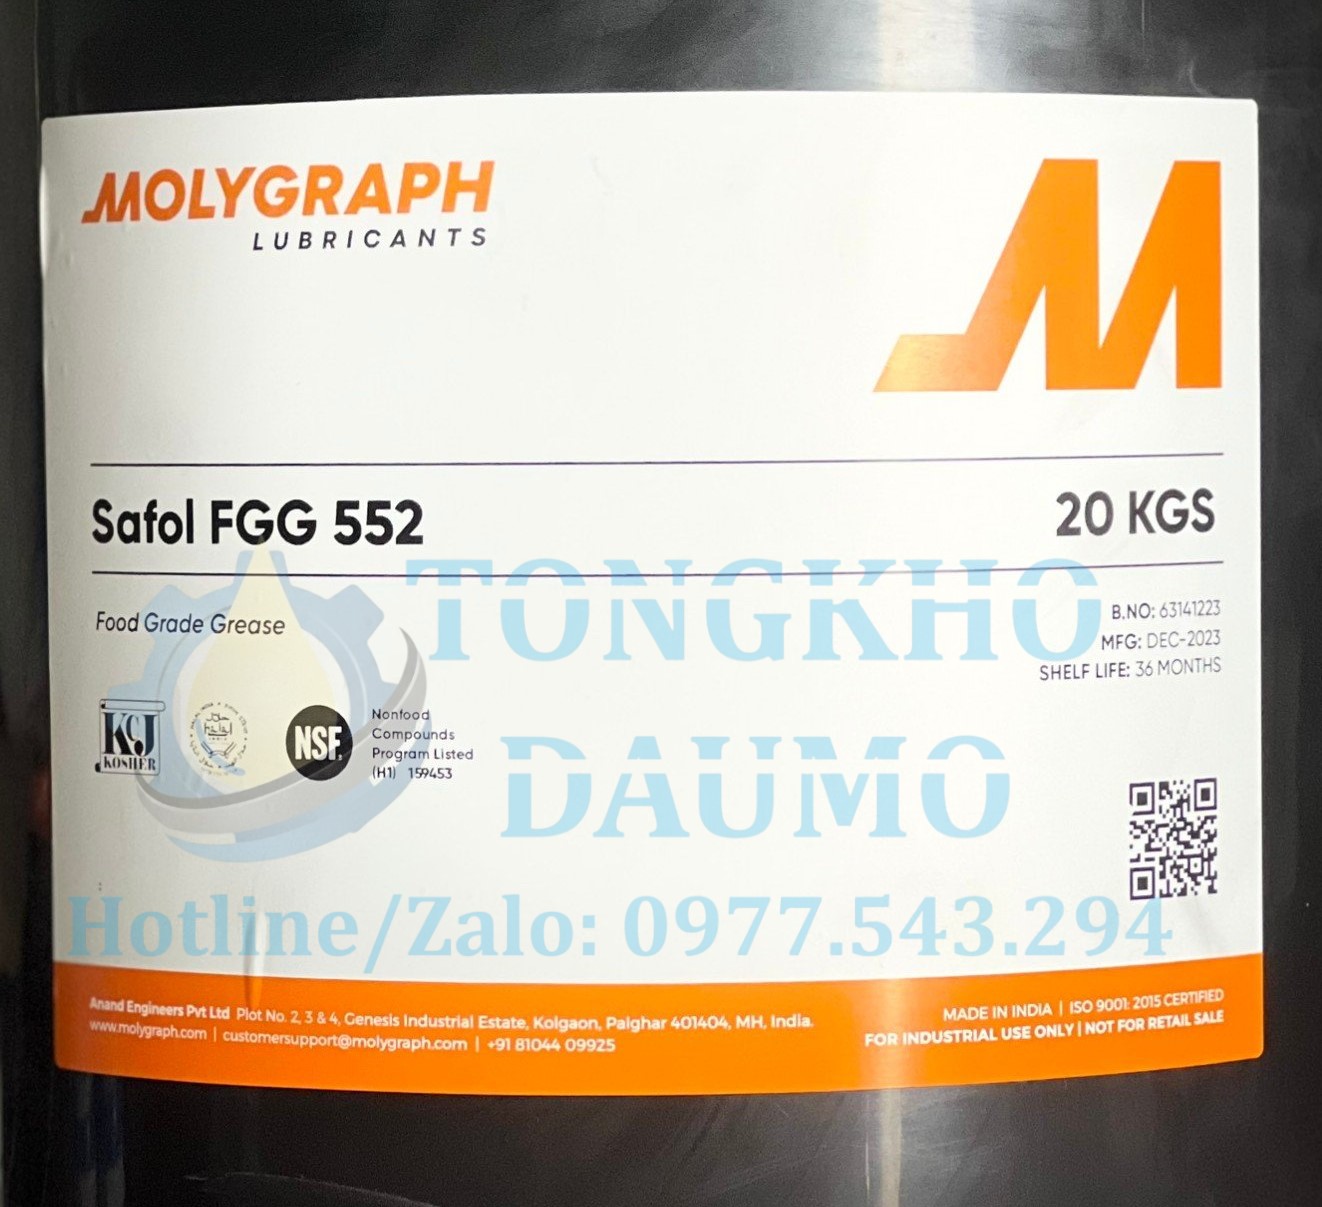 MOLYGRAPH
LUBRICANTS
Safol FGG 552
20 KGS
Food Grade Grease
B.NO: 63141223
MFG: DEC-2023
SHELF LIFE: 36 MONTHS
KCJ
KOSHER
NSF.
Nonfood
Compounds
Program Listed
(H1) 159453
TONGKHO
DAUMO
Hotline/Zalo: 0977.543.294
Anand Engineers Pvt Ltd Plot No. 2, 3 & 4, Genesis Industrial Estate, Kolgaon, Palghar 401404, MH, India.
www.molygraph.com | customersupport@molygraph.com | +91 81044 09925
MADE IN INDIA | ISO 9001: 2015 CERTIFIED
FOR INDUSTRIAL USE ONLY | NOT FOR RETAIL SALE